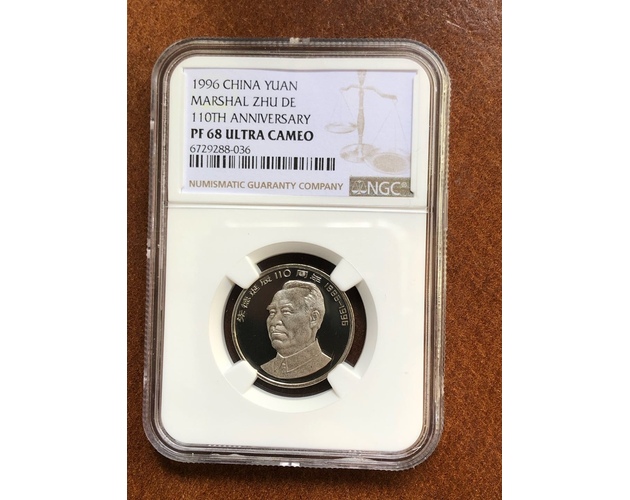 1996 CHINA YUAN
MARSHAL ZHU DE
110TH ANNIVERSARY
PF 68 ULTRA CAMEO
6729288-036
NUMISMATIC GUARANTY COMPANY NGC
朱德诞辰110周年 1886-1996